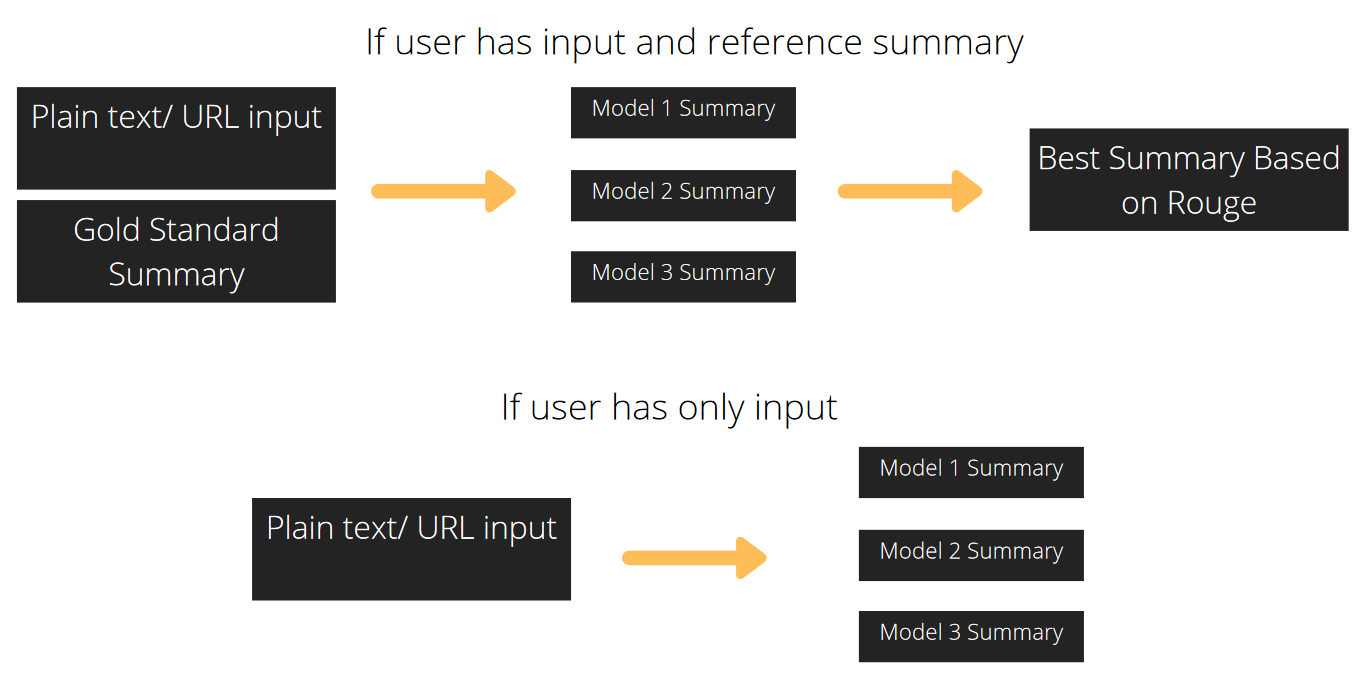 If user has input and reference summary
Plain text/ URL input
Gold Standard
Summary
Model 1 Summary
Model 2 Summary
Model 3 Summary
Best Summary Based
on Rouge
If user has only input
Plain text/ URL input
Model 1 Summary
Model 2 Summary
Model 3 Summary